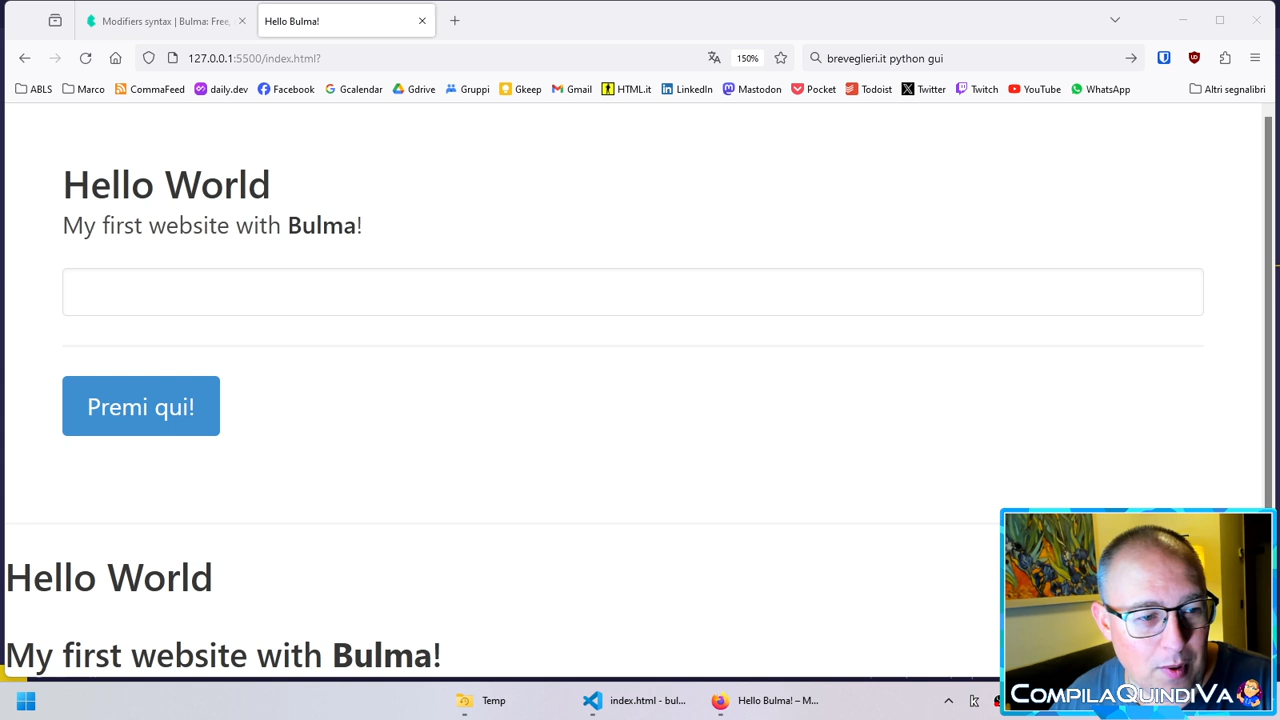 Modifiers syntax | Bulma: Free,
Hello Bulma!
127.0.0.1:5500/index.html?
150%
breveglieri.it python gui
ABLS
Marco
CommaFeed
daily.dev
Facebook
Gcalendar
Gdrive
Gruppi
Gkeep
Gmail
HTML.it
LinkedIn
Mastodon
Pocket
Todoist
Twitter
Twitch
YouTube
WhatsApp
Altri segnalibri
Hello World
My first website with Bulma!
Premi qui!
Hello World
My first website with Bulma!
CompilaQuindiVa
Temp
index.html - bul...
Hello Bulma! – M...